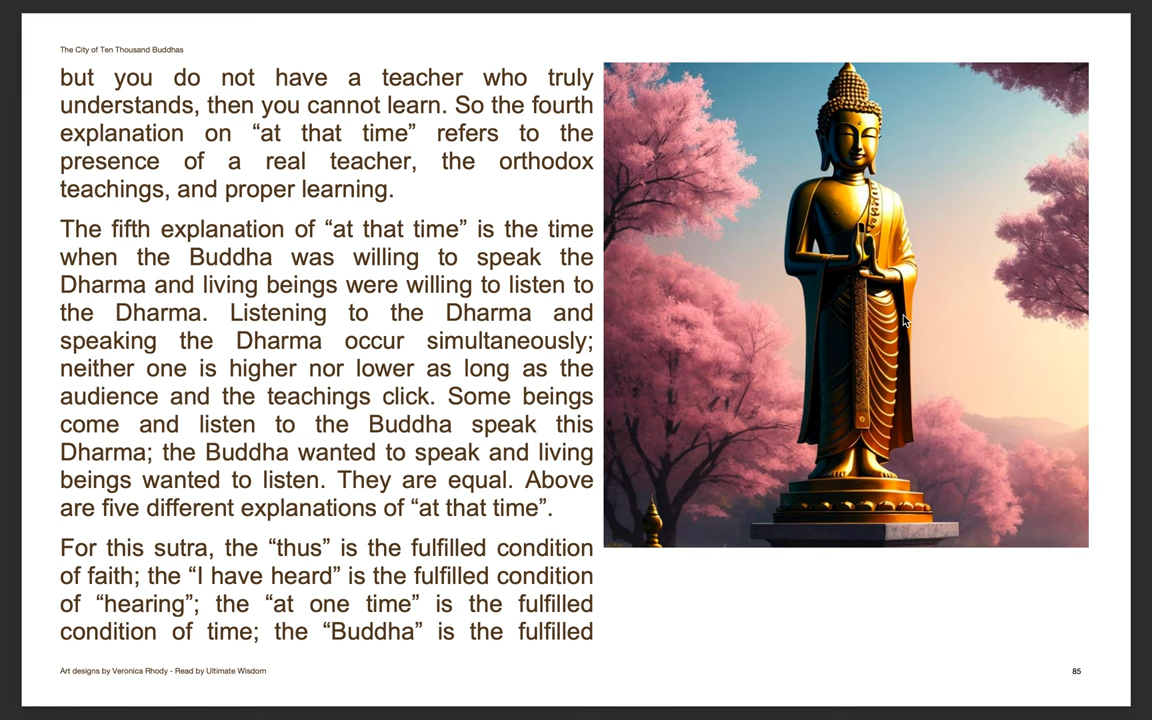 The City of Ten Thousand Buddhas
but you do not have a teacher who truly
understands, then you cannot learn. So the fourth
explanation on “at that time” refers to the
presence of a real teacher, the orthodox
teachings, and proper learning.
The fifth explanation of “at that time” is the time
when the Buddha was willing to speak the
Dharma and living beings were willing to listen to
the Dharma. Listening to the Dharma and
speaking the Dharma occur simultaneously;
neither one is higher nor lower as long as the
audience and the teachings click. Some beings
come and listen to the Buddha speak this
Dharma; the Buddha wanted to speak and living
beings wanted to listen. They are equal. Above
are five different explanations of “at that time”.
For this sutra, the “thus” is the fulfilled condition
of faith; the “I have heard” is the fulfilled condition
of “hearing”; the “at one time” is the fulfilled
condition of time; the “Buddha” is the fulfilled
Art designs by Veronica Rhody - Read by Ultimate Wisdom
85